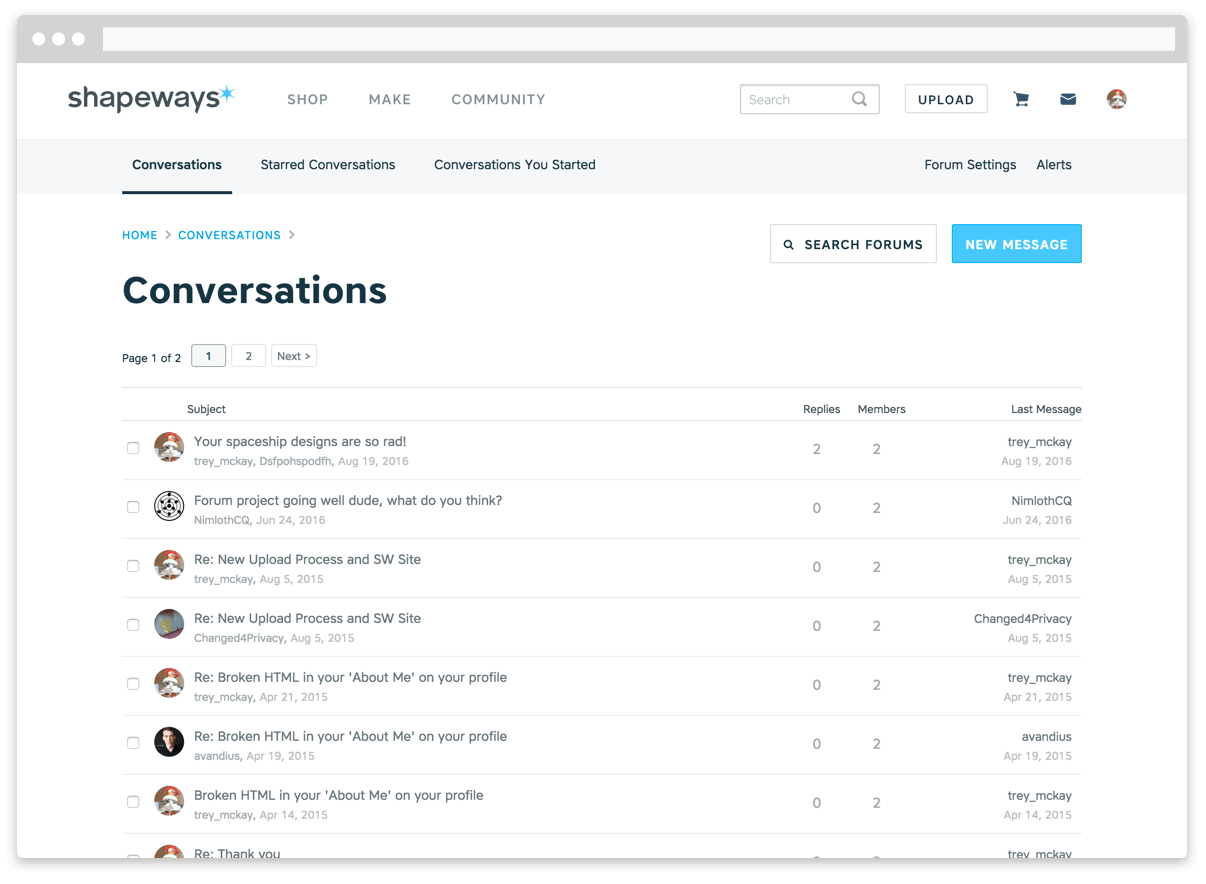 shapeways
SHOP MAKE COMMUNITY Search UPLOAD
Conversations Starred Conversations Conversations You Started Forum Settings Alerts
HOME > CONVERSATIONS >
SEARCH FORUMS NEW MESSAGE
Conversations
Page 1 of 2 1 2 Next >
Subject Replies Members Last Message
Your spaceship designs are so rad! 2 2 trey_mckay
trey_mckay, Dsfpohspodfh, Aug 19, 2016 Aug 19, 2016
Forum project going well dude, what do you think? 0 2 NimlothCQ
NimlothCQ, Jun 24, 2016 Jun 24, 2016
Re: New Upload Process and SW Site 0 2 trey_mckay
trey_mckay, Aug 5, 2015 Aug 5, 2015
Re: New Upload Process and SW Site 0 2 Changed4Privacy
Changed4Privacy, Aug 5, 2015 Aug 5, 2015
Re: Broken HTML in your 'About Me' on your profile 0 2 trey_mckay
trey_mckay, Apr 21, 2015 Apr 21, 2015
Re: Broken HTML in your 'About Me' on your profile 0 2 avandius
avandius, Apr 19, 2015 Apr 19, 2015
Broken HTML in your 'About Me' on your profile 0 2 trey_mckay
trey_mckay, Apr 14, 2015 Apr 14, 2015
Re: Thank you trey_mckay